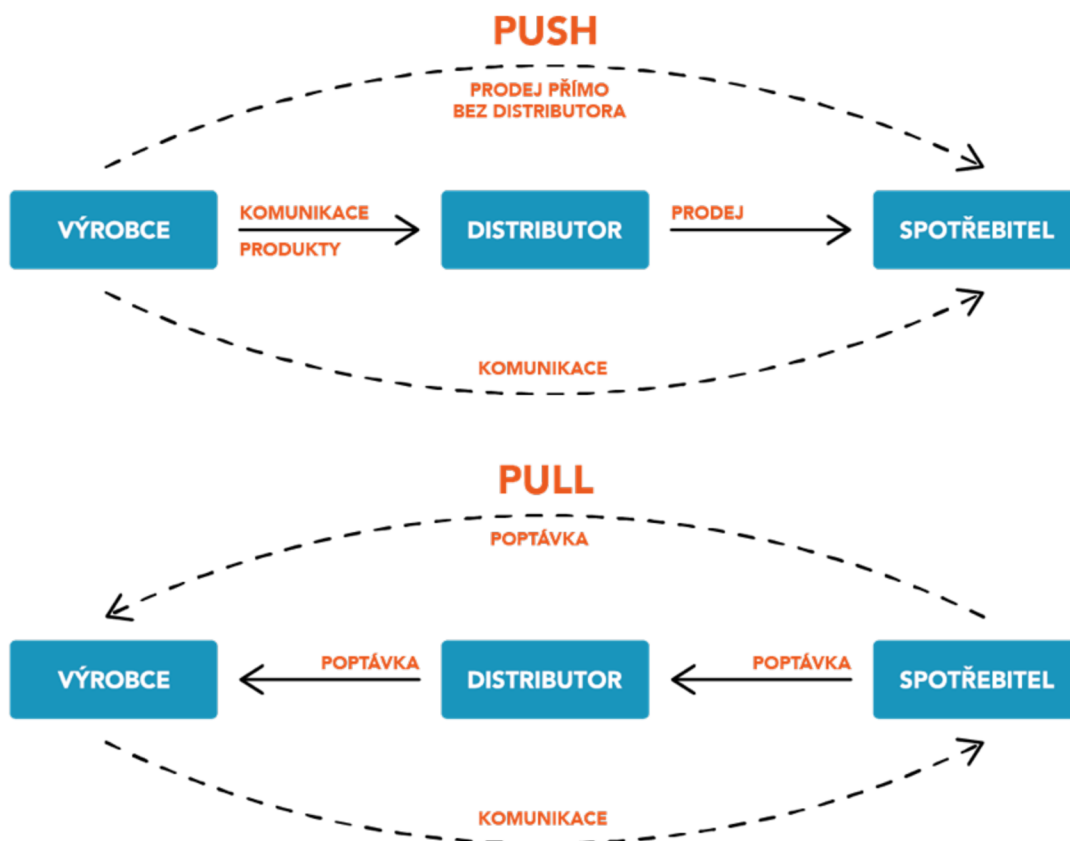 PUSH
PRODEJ PŘÍMO
BEZ DISTRIBUTORA
VÝROBCE
KOMUNIKACE
PRODUKTY
DISTRIBUTOR
PRODEJ
SPOTŘEBITEL
KOMUNIKACE
PULL
POPTÁVKA
VÝROBCE
POPTÁVKA
DISTRIBUTOR
POPTÁVKA
SPOTŘEBITEL
KOMUNIKACE